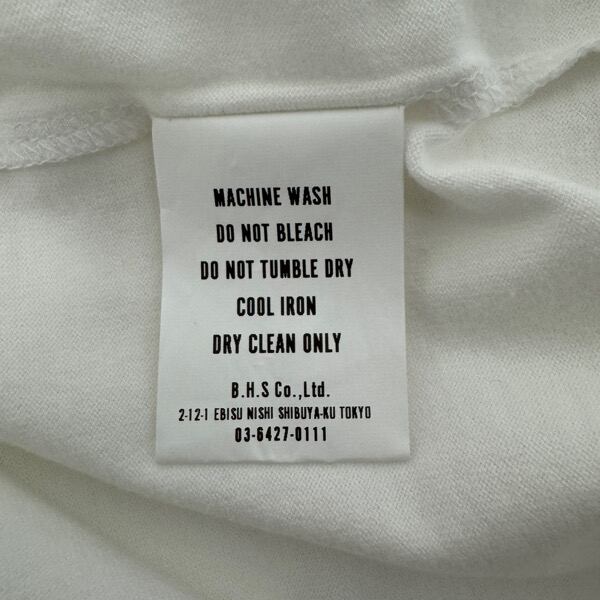 MACHINE WASH
DO NOT BLEACH
DO NOT TUMBLE DRY
COOL IRON
DRY CLEAN ONLY
B.H.S Co.,Ltd.
2-12-1 EBISU NISHI SHIBUYA-KU TOKYO
03-6427-0111